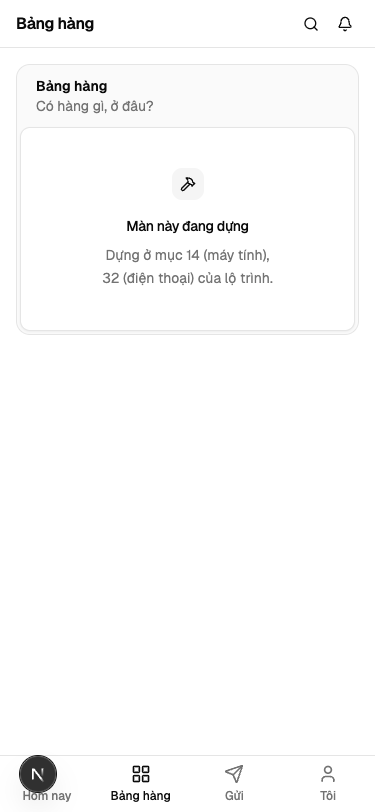 Bảng hàng
Bảng hàng
Có hàng gì, ở đâu?
Màn này đang dựng
Dựng ở mục 14 (máy tính),
32 (điện thoại) của lộ trình.
N
Hôm nay
Bảng hàng
Gửi
Tôi